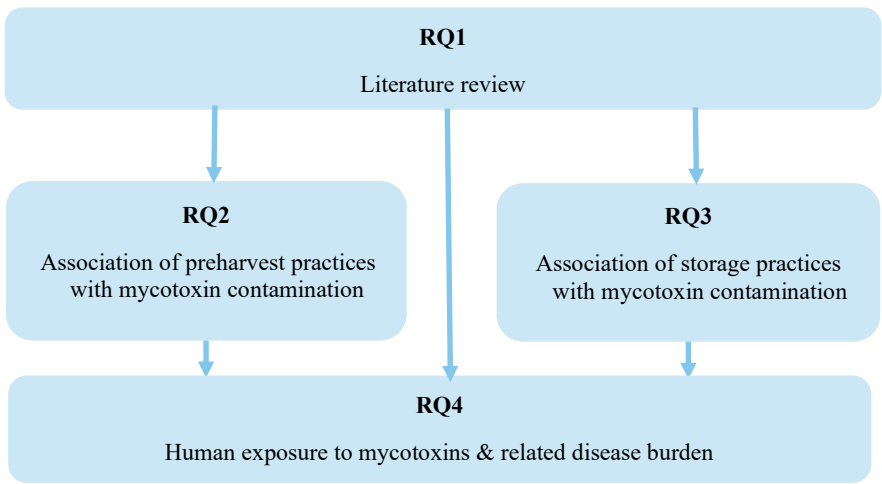 RQ1
Literature review
RQ2
Association of preharvest practices
with mycotoxin contamination
RQ3
Association of storage practices
with mycotoxin contamination
RQ4
Human exposure to mycotoxins & related disease burden